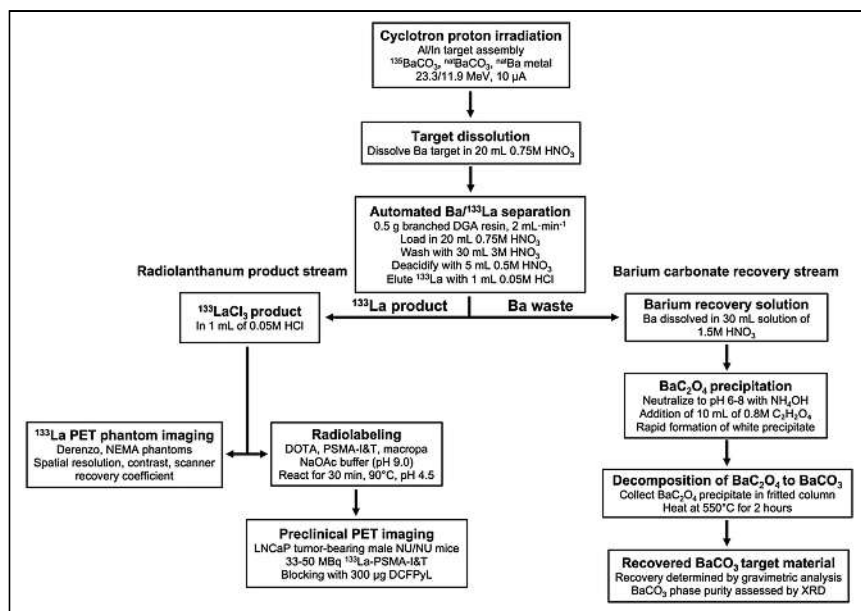 Cyclotron proton irradiation
Al/In target assembly
¹³⁵BaCO₃, ⁿᵃᵗBaCO₃, ⁿᵃᵗBa metal
23.3/11.9 MeV, 10 µA
Target dissolution
Dissolve Ba target in 20 mL 0.75M HNO₃
Automated Ba/¹³³La separation
0.5 g branched DGA resin, 2 mL·min⁻¹
Load in 20 mL 0.75M HNO₃
Wash with 30 mL 3M HNO₃
Deacidify with 5 mL 0.5M HNO₃
Elute ¹³³La with 1 mL 0.05M HCl
Radiolanthanum product stream
Barium carbonate recovery stream
¹³³La product
Ba waste
¹³³LaCl₃ product
In 1 mL of 0.05M HCl
Barium recovery solution
Ba dissolved in 30 mL solution of
1.5M HNO₃
BaC₂O₄ precipitation
Neutralize to pH 6-8 with NH₄OH
Addition of 10 mL of 0.8M C₂H₂O₄
Rapid formation of white precipitate
¹³³La PET phantom imaging
Derenzo, NEMA phantoms
Spatial resolution, contrast, scanner
recovery coefficient
Radiolabeling
DOTA, PSMA-I&T, macropa
NaOAc buffer (pH 9.0)
React for 30 min, 90°C, pH 4.5
Decomposition of BaC₂O₄ to BaCO₃
Collect BaC₂O₄ precipitate in fritted column
Heat at 550°C for 2 hours
Preclinical PET imaging
LNCaP tumor-bearing male NU/NU mice
33-50 MBq ¹³³La-PSMA-I&T
Blocking with 300 µg DCFPyL
Recovered BaCO₃ target material
Recovery determined by gravimetric analysis
BaCO₃ phase purity assessed by XRD